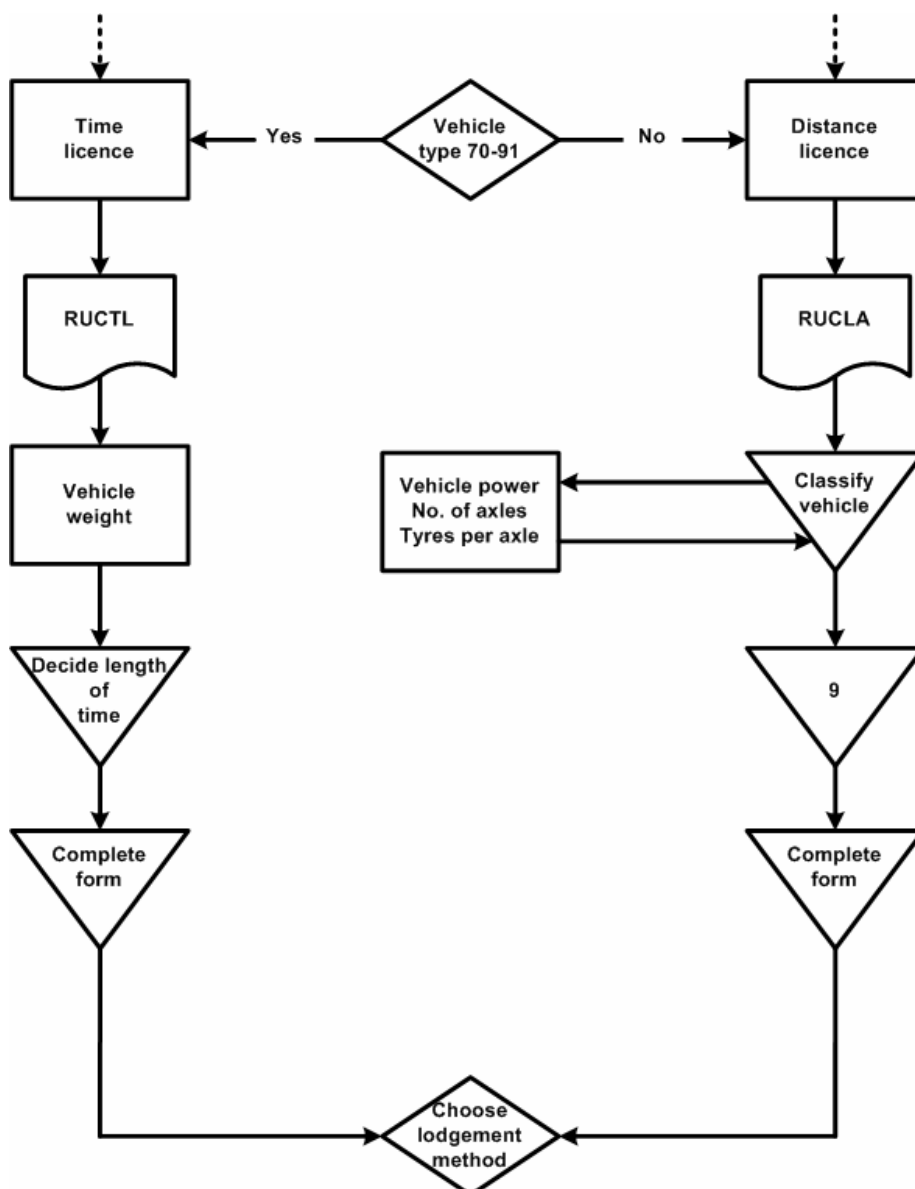 Time
licence
Yes
Vehicle
type 70-91
No
Distance
licence
RUCTL
RUCLA
Vehicle
weight
Vehicle power
No. of axles
Tyres per axle
Classify
vehicle
Decide length
of
time
9
Complete
form
Complete
form
Choose
lodgement
method